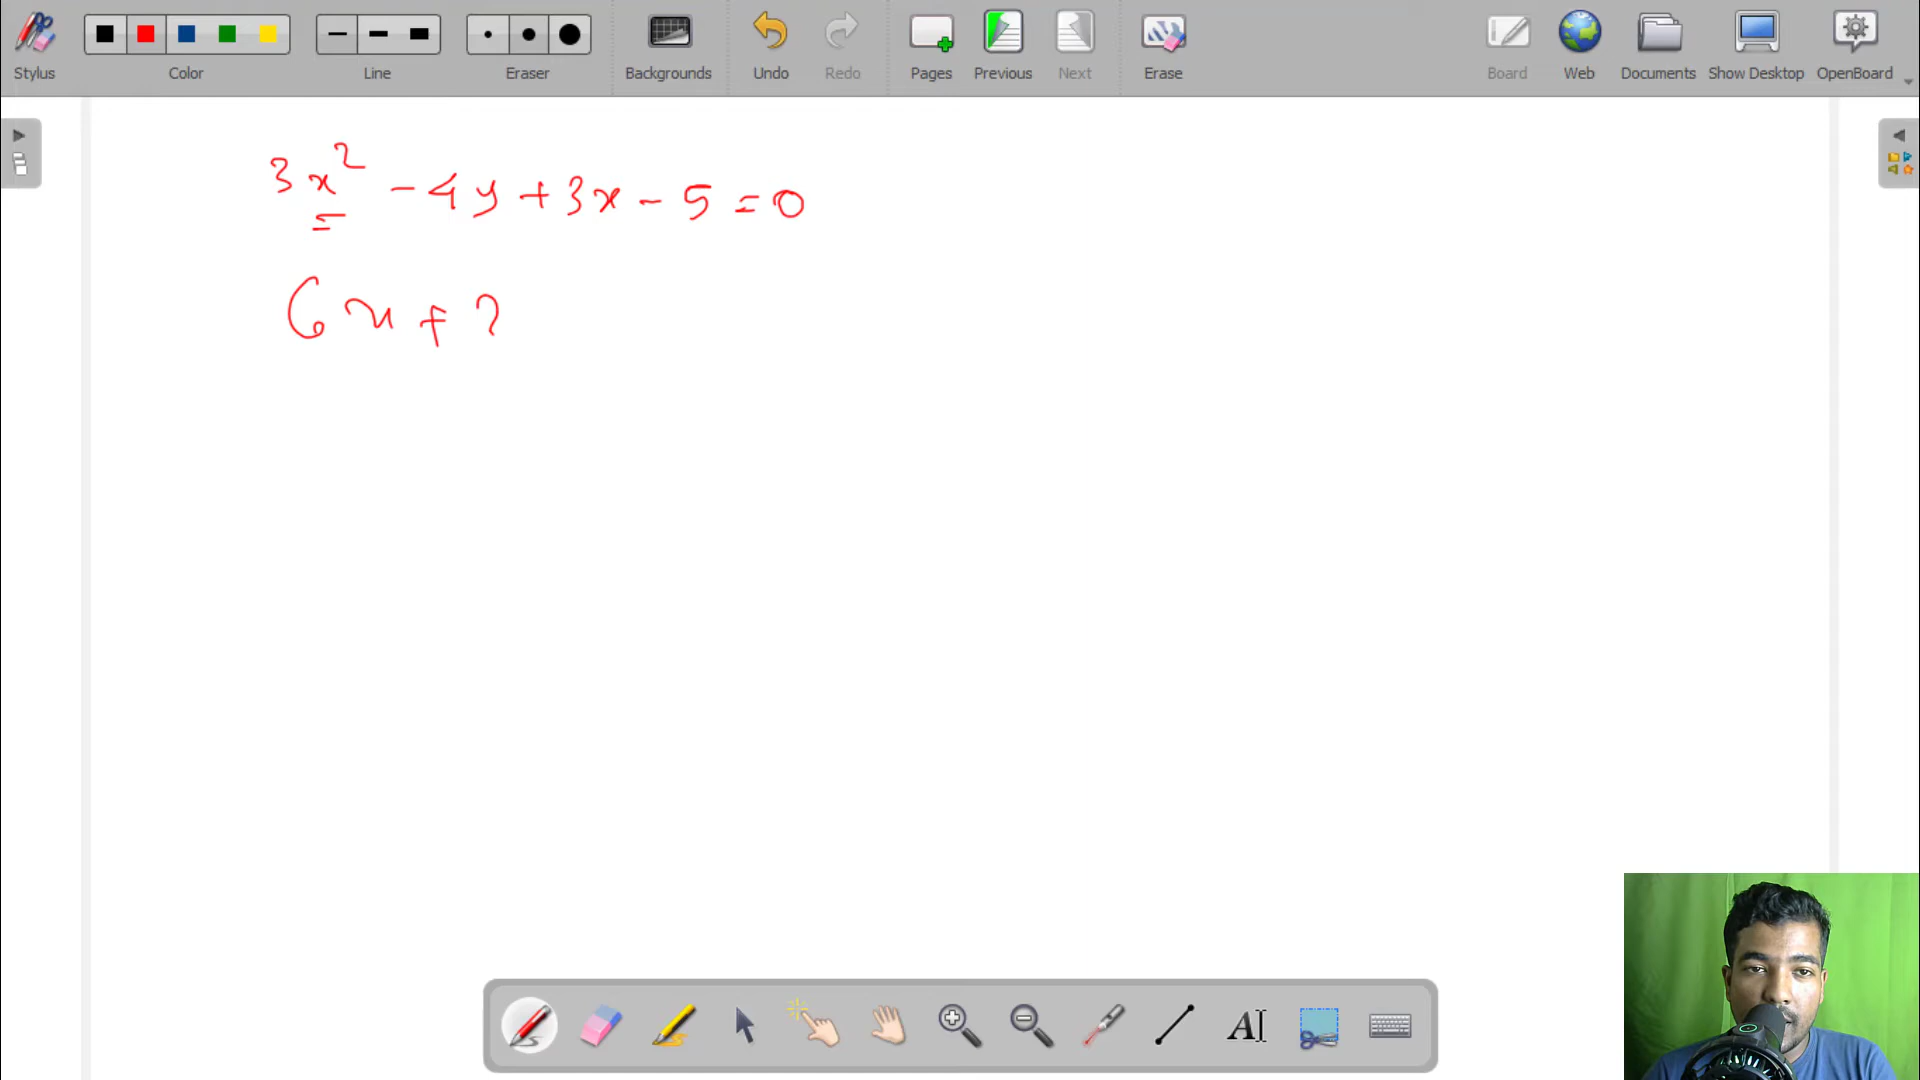 Stylus Color Line Eraser Backgrounds Undo Redo Pages Previous Next Erase Board Web Documents Show Desktop OpenBoard
3x² - 4y + 3x - 5 = 0
6x + 3
A